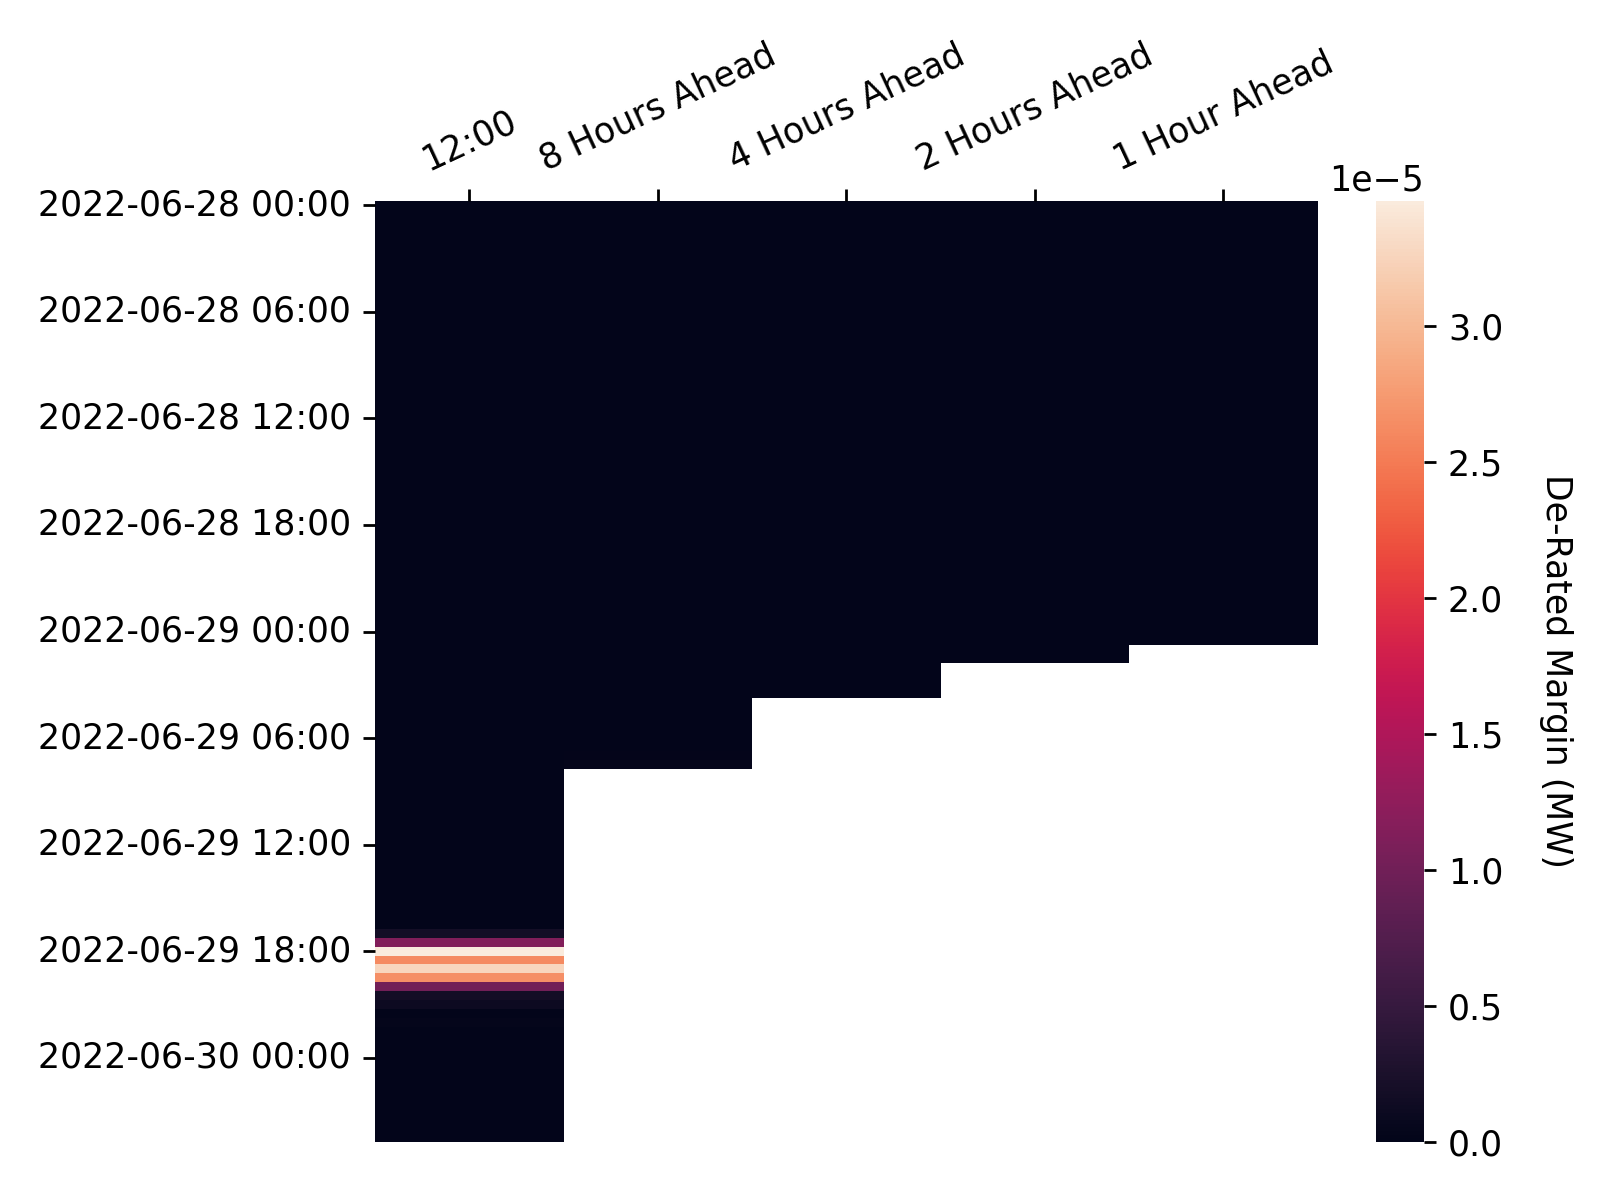 12:00
8 Hours Ahead
4 Hours Ahead
2 Hours Ahead
1 Hour Ahead
1e−5
2022-06-28 00:00
2022-06-28 06:00
2022-06-28 12:00
2022-06-28 18:00
2022-06-29 00:00
2022-06-29 06:00
2022-06-29 12:00
2022-06-29 18:00
2022-06-30 00:00
3.0
2.5
2.0
1.5
1.0
0.5
0.0
De-Rated Margin (MW)